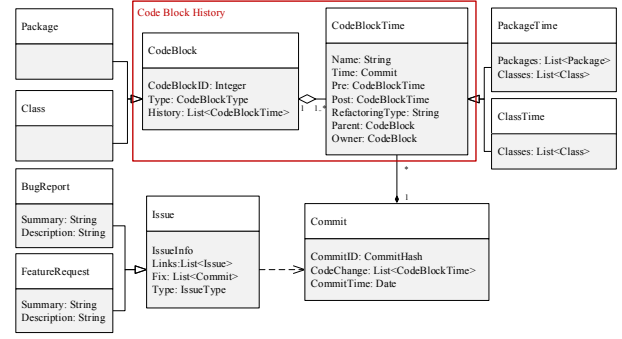 Code Block History
Package
Class
CodeBlock
CodeBlockID: Integer
Type: CodeBlockType
History: List<CodeBlockTime>
1
1..*
CodeBlockTime
Name: String
Time: Commit
Pre: CodeBlockTime
Post: CodeBlockTime
RefactoringType: String
Parent: CodeBlock
Owner: CodeBlock
PackageTime
Packages: List<Package>
Classes: List<Class>
ClassTime
Classes: List<Class>
*
1
BugReport
Summary: String
Description: String
FeatureRequest
Summary: String
Description: String
Issue
IssueInfo
Links:List<Issue>
Fix: List<Commit>
Type: IssueType
Commit
CommitID: CommitHash
CodeChange: List<CodeBlockTime>
CommitTime: Date